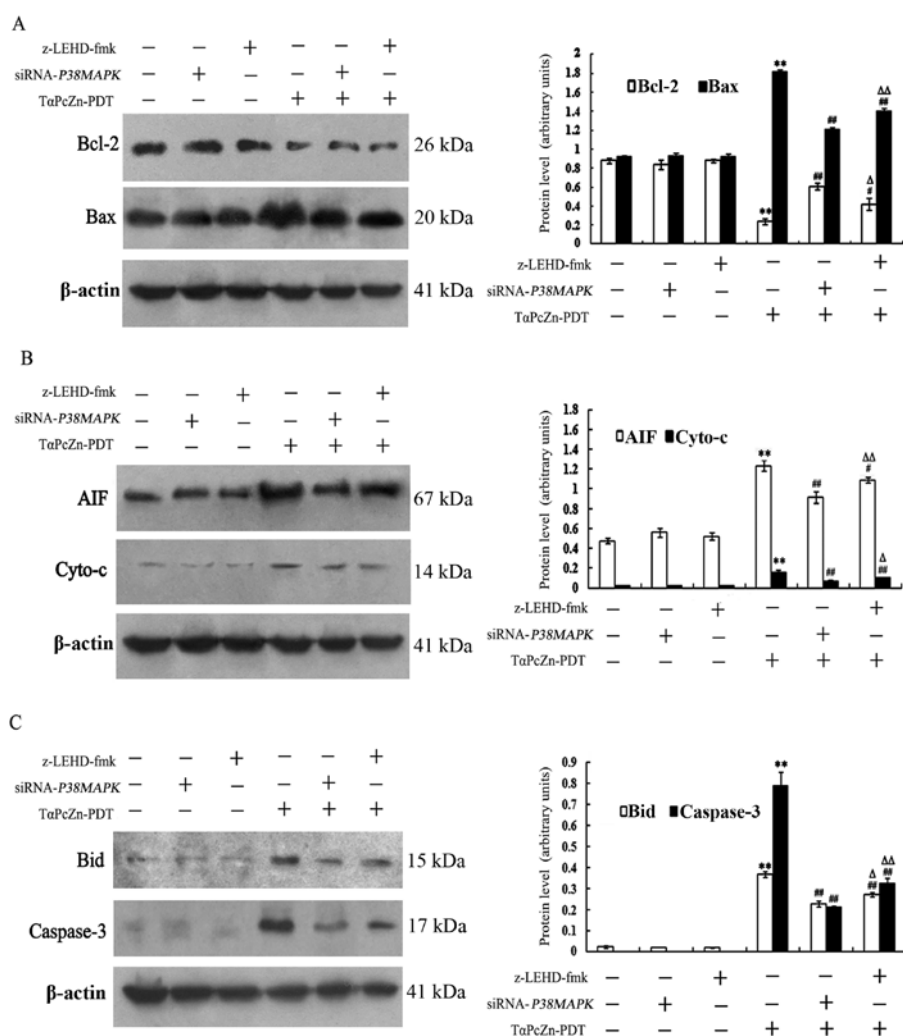 A
z-LEHD-fmk – – + – – +
siRNA-P38MAPK – + – – + –
TαPcZn-PDT – – – + + +
Bcl-2 26 kDa
Bax 20 kDa
β-actin 41 kDa
Protein level (arbitrary units)
2
1.8
1.6
1.4
1.2
1
0.8
0.6
0.4
0.2
0
Bcl-2 Bax
**
**
##
##
ΔΔ
##
Δ
#
z-LEHD-fmk – – + – – +
siRNA-P38MAPK – + – – + –
TαPcZn-PDT – – – + + +
B
z-LEHD-fmk – – + – – +
siRNA-P38MAPK – + – – + –
TαPcZn-PDT – – – + + +
AIF 67 kDa
Cyto-c 14 kDa
β-actin 41 kDa
Protein level (arbitrary units)
1.8
1.6
1.4
1.2
1
0.8
0.6
0.4
0.2
0
AIF Cyto-c
**
**
##
##
ΔΔ
#
Δ
##
z-LEHD-fmk – – + – – +
siRNA-P38MAPK – + – – + –
TαPcZn-PDT – – – + + +
C
z-LEHD-fmk – – + – – +
siRNA-P38MAPK – + – – + –
TαPcZn-PDT – – – + + +
Bid 15 kDa
Caspase-3 17 kDa
β-actin 41 kDa
Protein level (arbitrary units)
0.9
0.8
0.7
0.6
0.5
0.4
0.3
0.2
0.1
0
Bid Caspase-3
**
**
## ##
Δ
##
ΔΔ
##
z-LEHD-fmk – – + – – +
siRNA-P38MAPK – + – – + –
TαPcZn-PDT – – – + + +